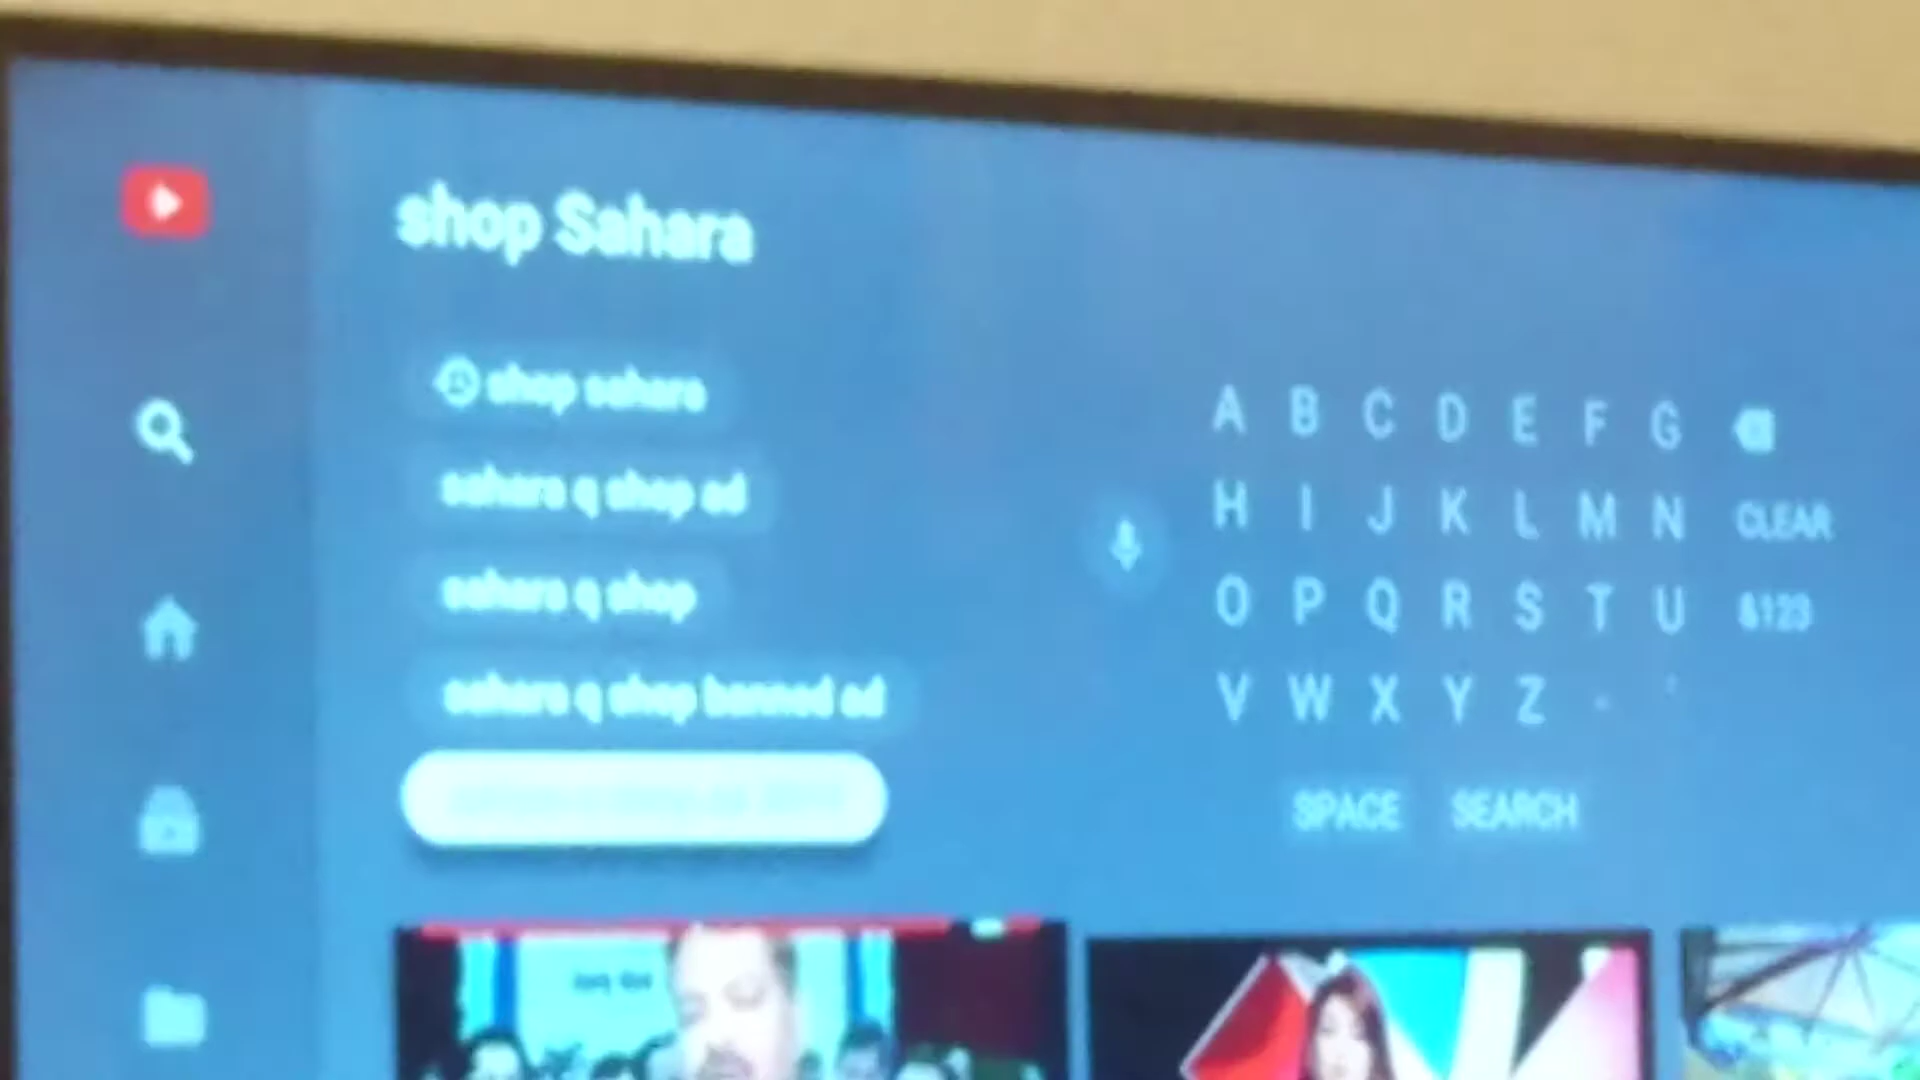 shop Sahara
shop sahara
sahara q shop ad
sahara q shop
sahara q shop banned ad
A B C D E F G
H I J K L M N CLEAR
O P Q R S T U &123
V W X Y Z - '
SPACE SEARCH